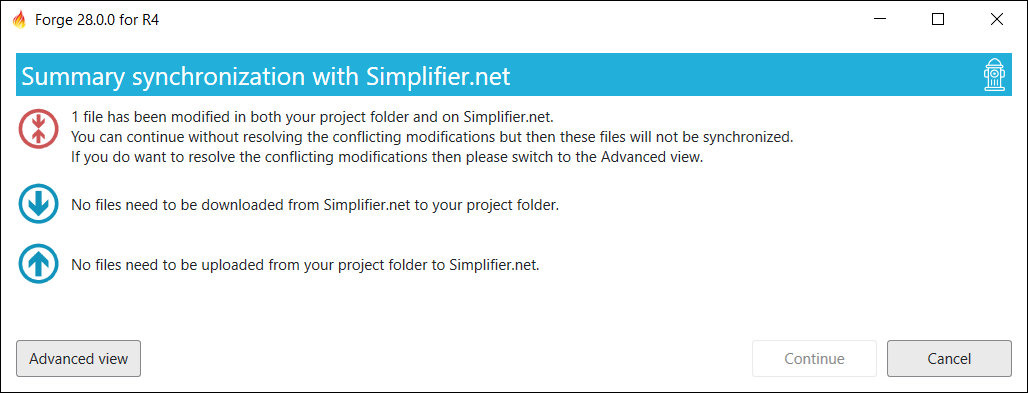 Forge 28.0.0 for R4
Summary synchronization with Simplifier.net
1 file has been modified in both your project folder and on Simplifier.net.
You can continue without resolving the conflicting modifications but then these files will not be synchronized.
If you do want to resolve the conflicting modifications then please switch to the Advanced view.
No files need to be downloaded from Simplifier.net to your project folder.
No files need to be uploaded from your project folder to Simplifier.net.
Advanced view
Continue
Cancel